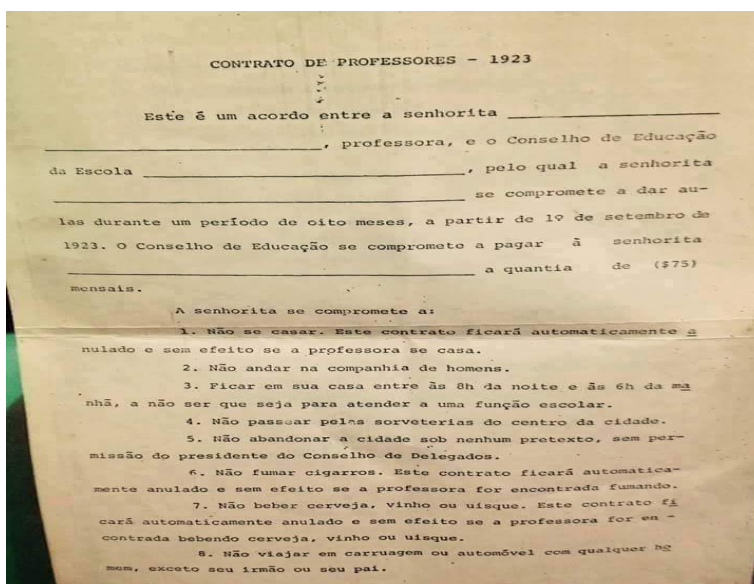 CONTRATO DE PROFESSORES - 1923
Este é um acordo entre a senhorita
, professora, e o Conselho de Educação
da Escola , pelo qual a senhorita
se compromete a dar au-
las durante um período de oito meses, a partir de 1º de setembro de
1923. O Conselho de Educação se compromete a pagar à senhorita
a quantia de ($75)
mensais.
A senhorita se compromete a:
1. Não se casar. Este contrato ficará automaticamente a
nulado e sem efeito se a professora se casa.
2. Não andar na companhia de homens.
3. Ficar em sua casa entre às 8h da noite e às 6h da ma
nhã, a não ser que seja para atender a uma função escolar.
4. Não passear pelas sorveterias do centro da cidade.
5. Não abandonar a cidade sob nenhum pretexto, sem per-
missão do presidente do Conselho de Delegados.
6. Não fumar cigarros. Este contrato ficará automatica-
mente anulado e sem efeito se a professora for encontrada fumando.
7. Não beber cerveja, vinho ou uisque. Este contrato fi
cará automaticamente anulado e sem efeito se a professora for en -
contrada bebendo cerveja, vinho ou uisque.
8. Não viajar em carruagem ou automóvel com qualquer ho
mem, exceto seu irmão ou seu pai.